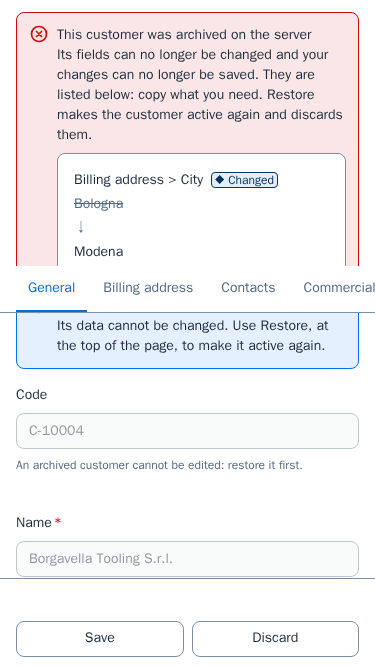 This customer was archived on the server
Its fields can no longer be changed and your
changes can no longer be saved. They are
listed below: copy what you need. Restore
makes the customer active again and discards
them.
Billing address > City ◆ Changed
Bologna
↓
Modena
General Billing address Contacts Commercial
Its data cannot be changed. Use Restore, at
the top of the page, to make it active again.
Code
C-10004
An archived customer cannot be edited: restore it first.
Name *
Borgavella Tooling S.r.l.
Save Discard